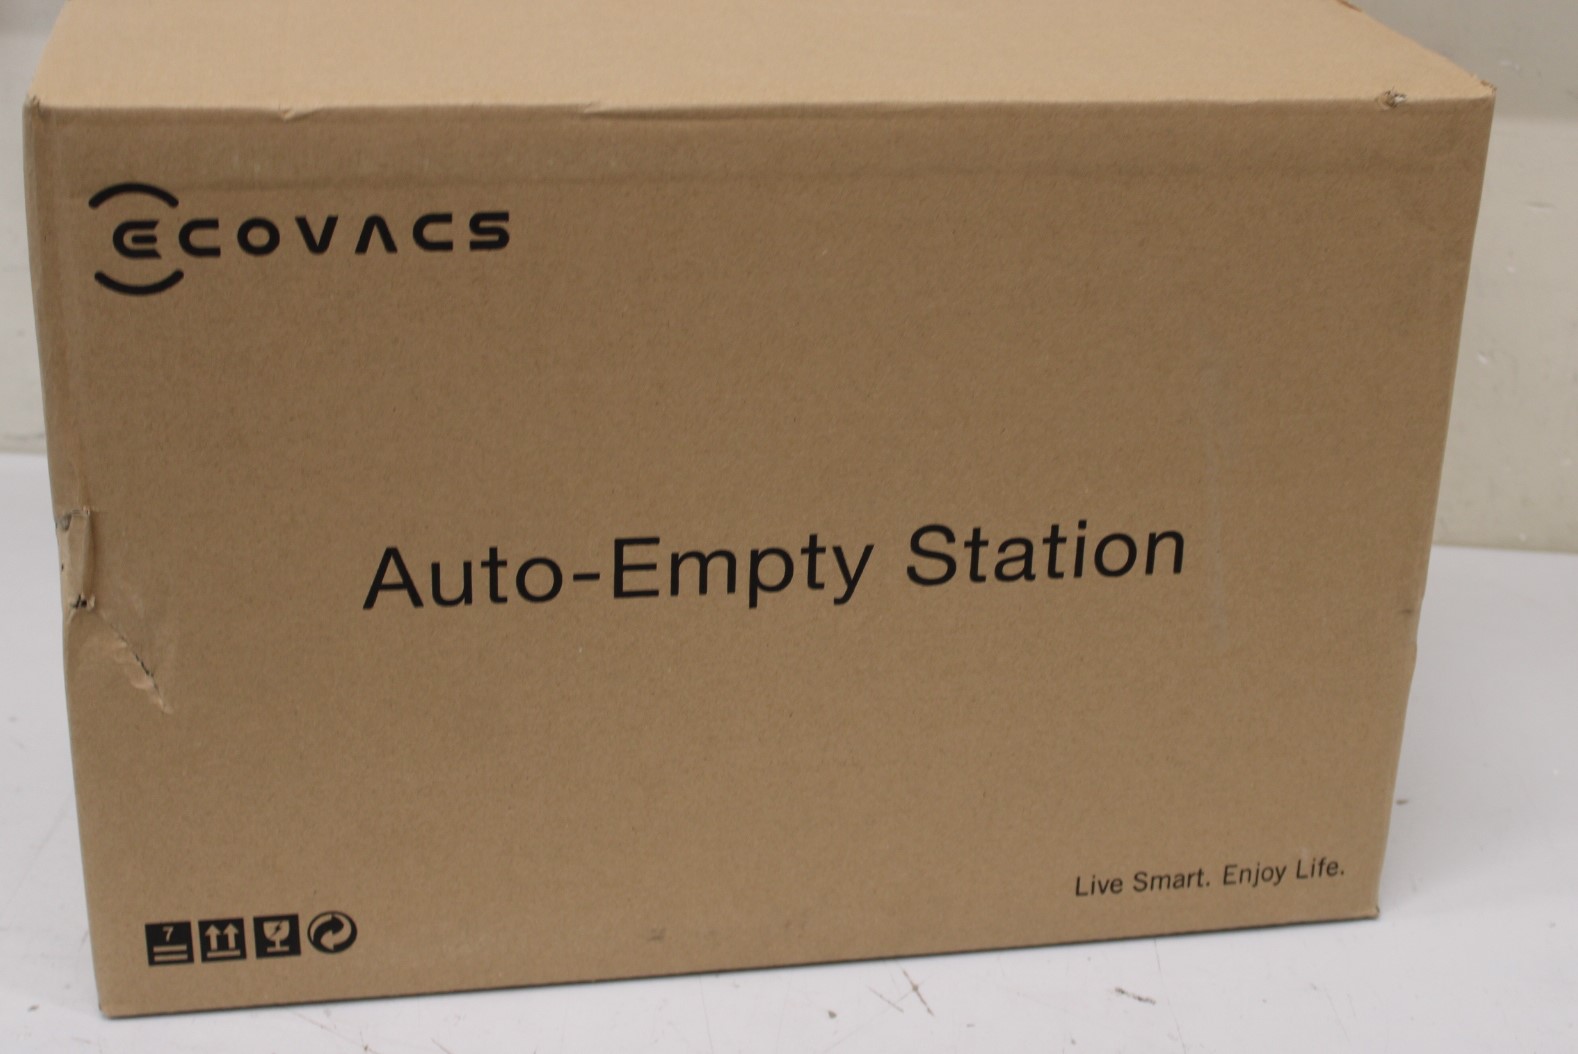 ECOVACS
Auto-Empty Station
Live Smart. Enjoy Life.
7